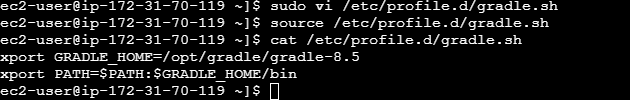 ec2-user@ip-172-31-70-119 ~]$ sudo vi /etc/profile.d/gradle.sh
ec2-user@ip-172-31-70-119 ~]$ source /etc/profile.d/gradle.sh
ec2-user@ip-172-31-70-119 ~]$ cat /etc/profile.d/gradle.sh
xport GRADLE_HOME=/opt/gradle/gradle-8.5
xport PATH=$PATH:$GRADLE_HOME/bin
ec2-user@ip-172-31-70-119 ~]$